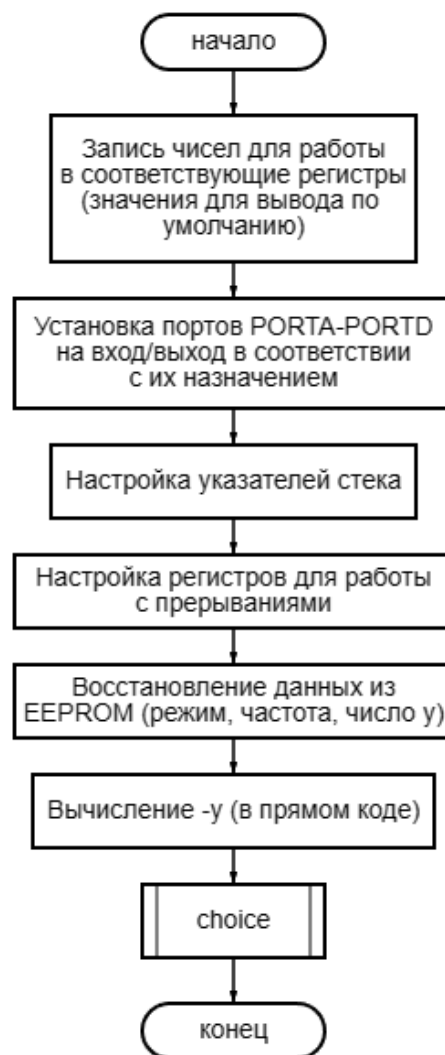 начало
Запись чисел для работы
в соответствующие регистры
(значения для вывода по
умолчанию)
Установка портов PORTA-PORTD
на вход/выход в соответствии
с их назначением
Настройка указателей стека
Настройка регистров для работы
с прерываниями
Восстановление данных из
EEPROM (режим, частота, число y)
Вычисление -y (в прямом коде)
choice
конец